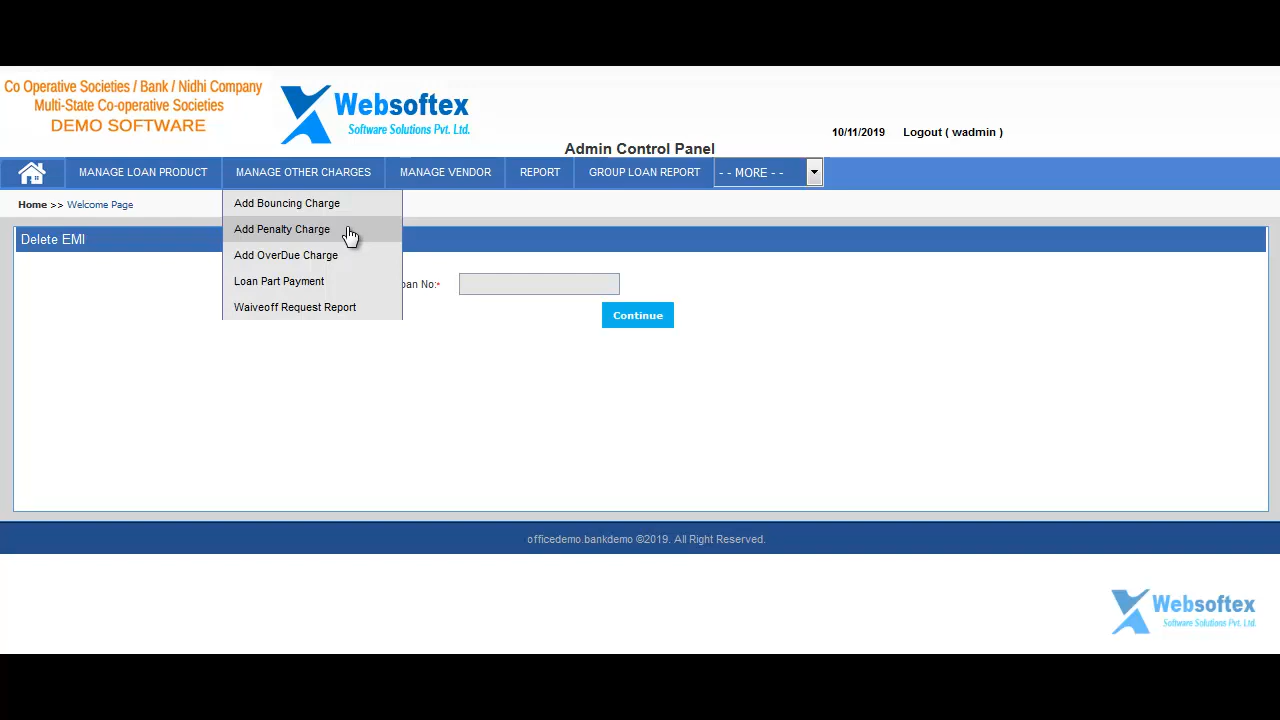 Co Operative Societies / Bank / Nidhi Company
Multi-State Co-operative Societies
DEMO SOFTWARE
Websoftex
Software Solutions Pvt. Ltd.
10/11/2019 Logout ( wadmin )
Admin Control Panel
MANAGE LOAN PRODUCT MANAGE OTHER CHARGES MANAGE VENDOR REPORT GROUP LOAN REPORT - - MORE - -
Home >> Welcome Page
Add Bouncing Charge
Add Penalty Charge
Add OverDue Charge
Loan Part Payment
Waiveoff Request Report
Delete EMI
oan No:*
Continue
officedemo.bankdemo ©2019. All Right Reserved.
Websoftex
Software Solutions Pvt. Ltd.